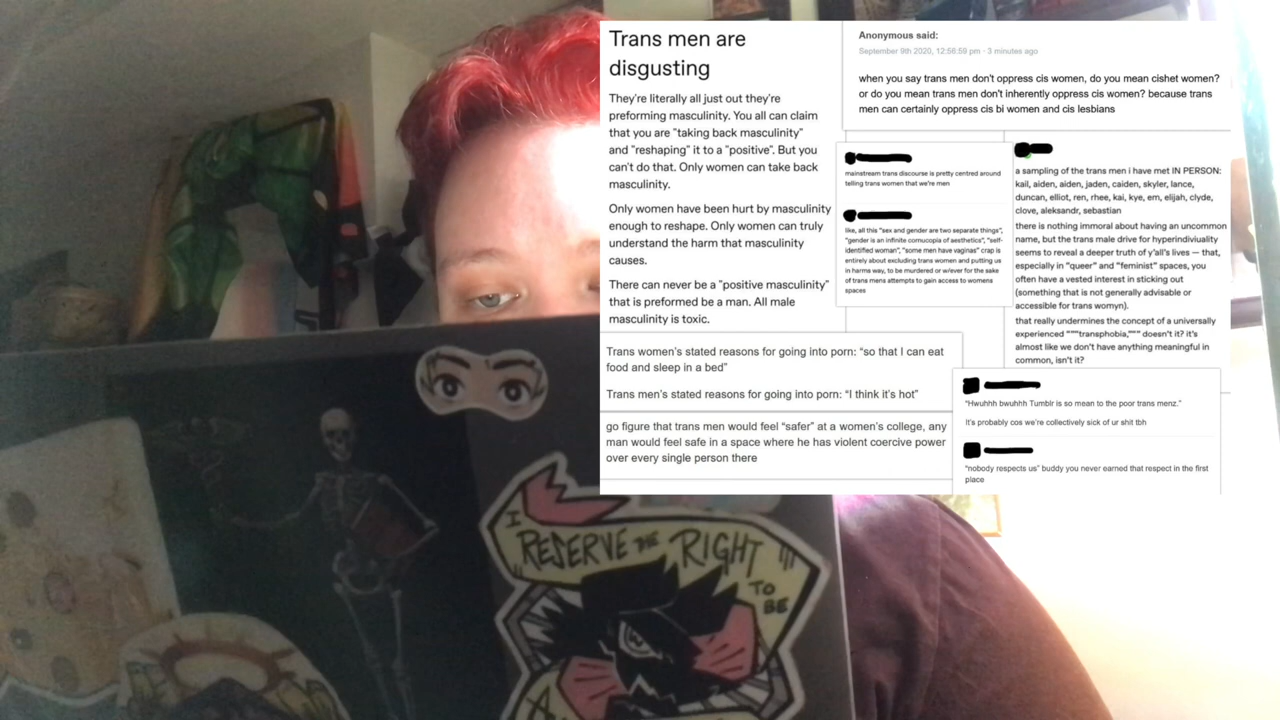 Trans men are
disgusting
They're literally all just out they're
preforming masculinity. You all can claim
that you are "taking back masculinity"
and "reshaping" it to a "positive". But you
can't do that. Only women can take back
masculinity.
Only women have been hurt by masculinity
enough to reshape. Only women can truly
understand the harm that masculinity
causes.
There can never be a "positive masculinity"
that is preformed be a man. All male
masculinity is toxic.
Anonymous said:
September 9th 2020, 12:56:59 pm · 3 minutes ago
when you say trans men don't oppress cis women, do you mean cishet women?
or do you mean trans men don't inherently oppress cis women? because trans
men can certainly oppress cis bi women and cis lesbians
mainstream trans discourse is pretty centred around
telling trans women that we're men
like, all this "sex and gender are two separate things",
"gender is an infinite cornucopia of aesthetics", "self-
identified woman", "some men have vaginas" crap is
entirely about excluding trans women and putting us
in harms way, to be murdered or w/ever for the sake
of trans mens attempts to gain access to womens
spaces
a sampling of the trans men i have met IN PERSON:
kail, aiden, aiden, jaden, caiden, skyler, lance,
duncan, elliot, ren, rhee, kai, kye, em, elijah, clyde,
clove, aleksandr, sebastian
there is nothing immoral about having an uncommon
name, but the trans male drive for hyperindiviuality
seems to reveal a deeper truth of y'all's lives — that,
especially in "queer" and "feminist" spaces, you
often have a vested interest in sticking out
(something that is not generally advisable or
accessible for trans womyn).
that really undermines the concept of a universally
experienced """transphobia,""" doesn't it? it's
almost like we don't have anything meaningful in
common, isn't it?
Trans women's stated reasons for going into porn: "so that I can eat
food and sleep in a bed"
Trans men's stated reasons for going into porn: "I think it's hot"
go figure that trans men would feel "safer" at a women's college, any
man would feel safe in a space where he has violent coercive power
over every single person there
"Hwuhhh bwuhhh Tumblr is so mean to the poor trans menz."
It's probably cos we're collectively sick of ur shit tbh
"nobody respects us" buddy you never earned that respect in the first
place
I
RESERVE THE RIGHT
TO
BE